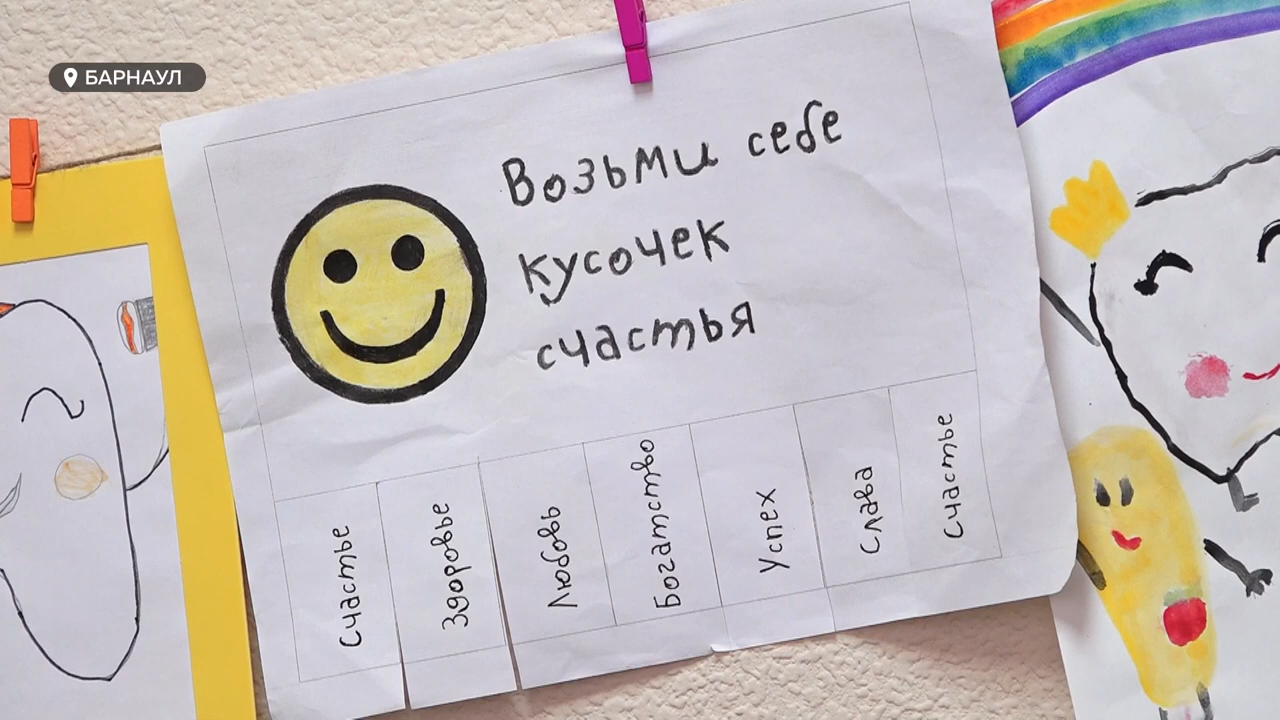 БАРНАУЛ
Возьми себе
кусочек
счастья
Счастье
Здоровье
Любовь
Богатство
Успех
Слава
Счастье